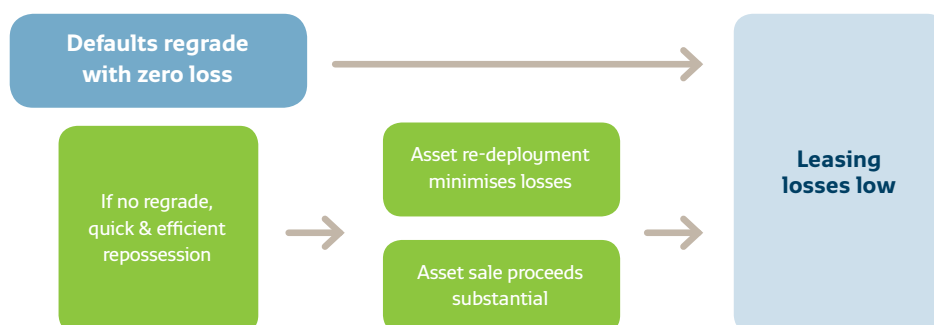 Defaults regrade
with zero loss
If no regrade,
quick & efficient
repossession
Asset re-deployment
minimises losses
Asset sale proceeds
substantial
Leasing
losses low